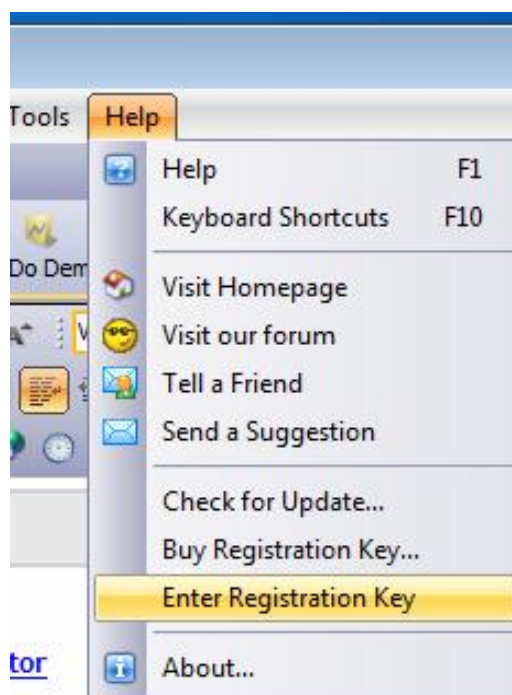 Tools Help
Help F1
Keyboard Shortcuts F10
Do Dem
Visit Homepage
Visit our forum
Tell a Friend
Send a Suggestion
Check for Update...
Buy Registration Key...
Enter Registration Key
tor
About...